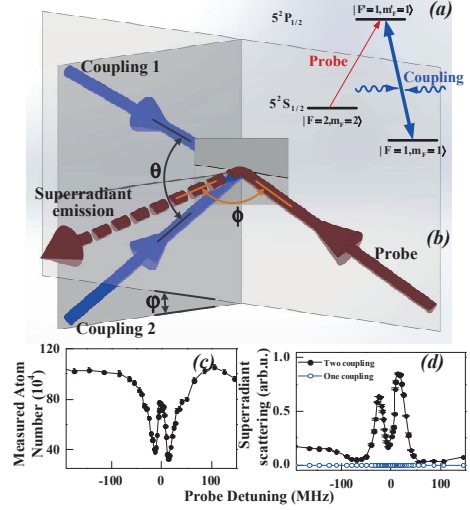 (a)
5²P₁/₂
|F'=1,m'F=1⟩
Probe
Coupling
5²S₁/₂
|F=2,mF=2⟩
|F=1,mF=1⟩
Coupling 1
θ
Superradiant
emission
ϕ
(b)
Probe
φ
Coupling 2
Measured Atom
Number (10⁴)
120
80
40
(c)
-100
0
100
Superradiant
scattering (arb.u.)
1.0
0.5
0.0
(d)
Two coupling
One coupling
-100
0
100
Probe Detuning (MHz)